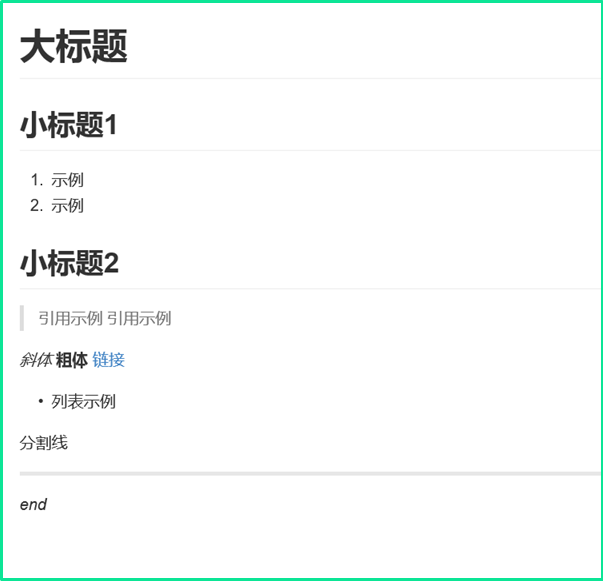 大标题
小标题1
1. 示例
2. 示例
小标题2
引用示例 引用示例
斜体 粗体 链接
• 列表示例
分割线
end